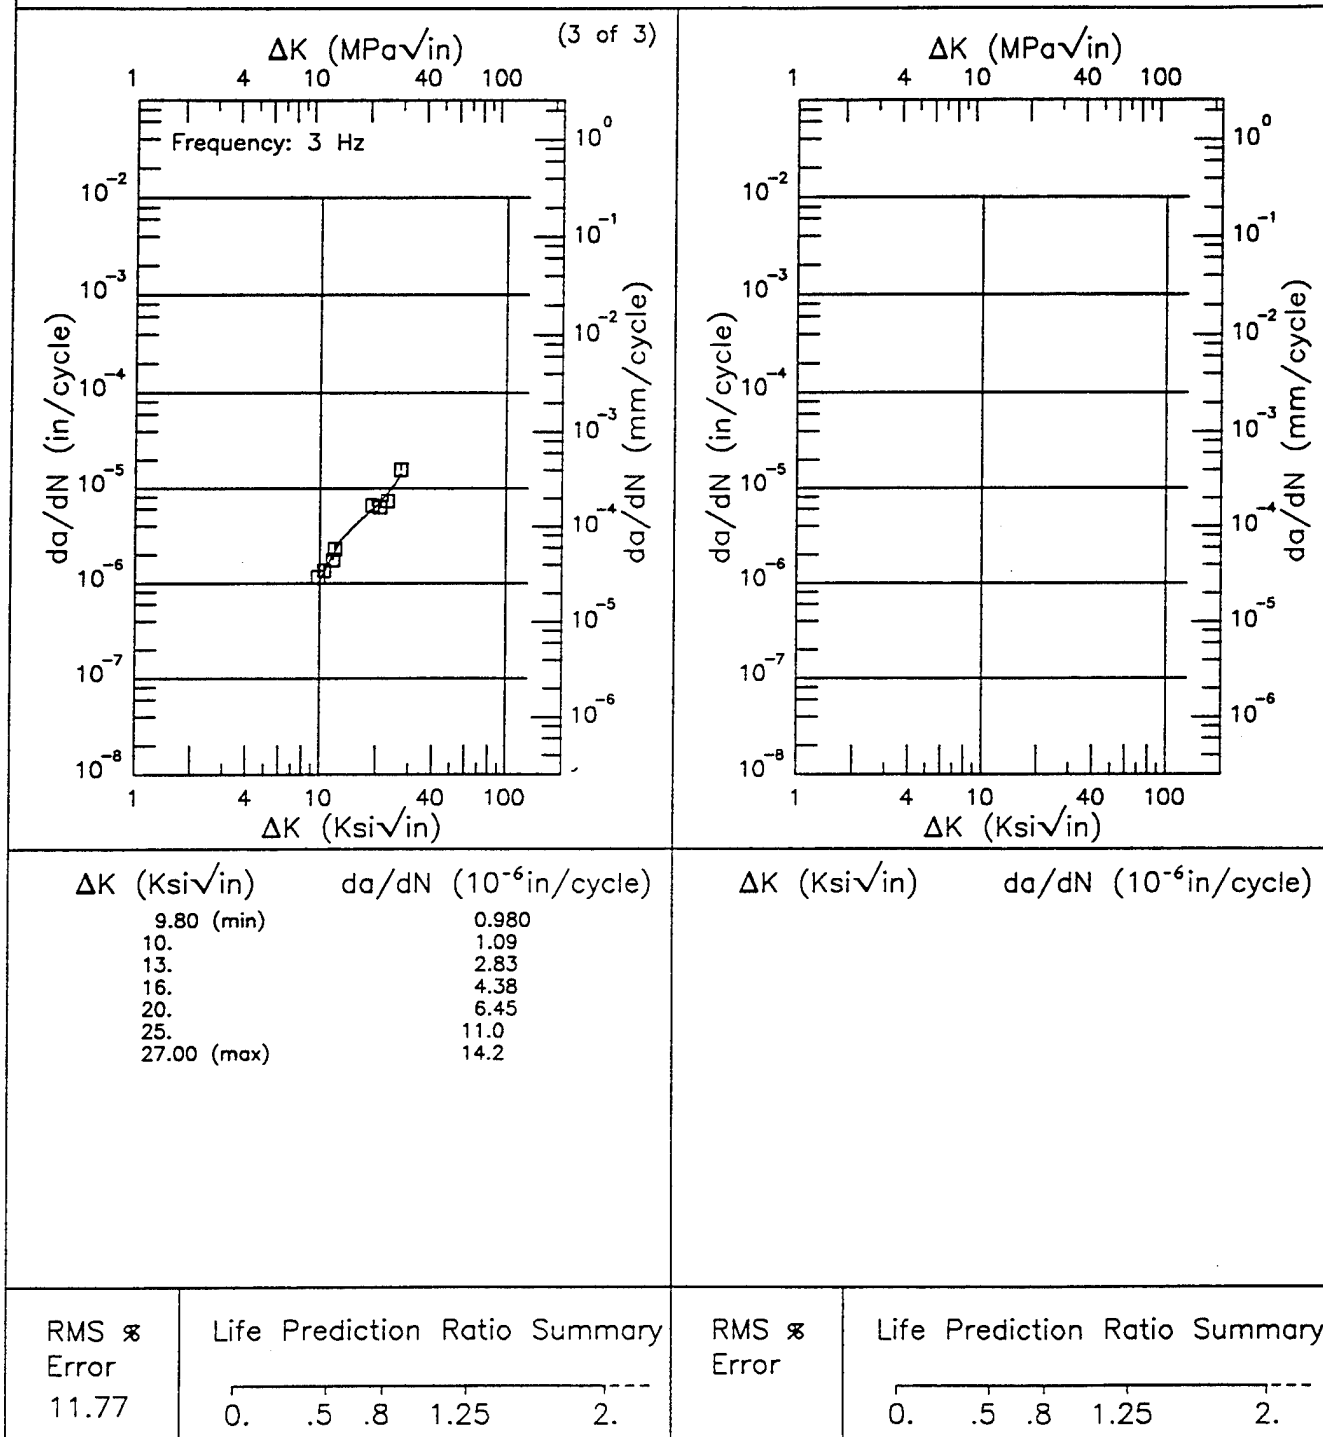 (3 of 3)
ΔK (MPa√in)
1 4 10 40 100
Frequency: 3 Hz
10⁰
10⁻²
10⁻¹
10⁻³
10⁻²
10⁻⁴
10⁻³
10⁻⁵
10⁻⁴
10⁻⁶
10⁻⁵
10⁻⁷
10⁻⁶
10⁻⁸
da/dN (in/cycle)
da/dN (mm/cycle)
1 4 10 40 100
ΔK (Ksi√in)
ΔK (MPa√in)
1 4 10 40 100
10⁰
10⁻²
10⁻¹
10⁻³
10⁻²
10⁻⁴
10⁻³
10⁻⁵
10⁻⁴
10⁻⁶
10⁻⁵
10⁻⁷
10⁻⁶
10⁻⁸
da/dN (in/cycle)
da/dN (mm/cycle)
1 4 10 40 100
ΔK (Ksi√in)
ΔK (Ksi√in) da/dN (10⁻⁶in/cycle)
9.80 (min) 0.980
10. 1.09
13. 2.83
16. 4.38
20. 6.45
25. 11.0
27.00 (max) 14.2
ΔK (Ksi√in) da/dN (10⁻⁶in/cycle)
RMS %
Error
11.77
Life Prediction Ratio Summary
0. .5 .8 1.25 2.
RMS %
Error
Life Prediction Ratio Summary
0. .5 .8 1.25 2.